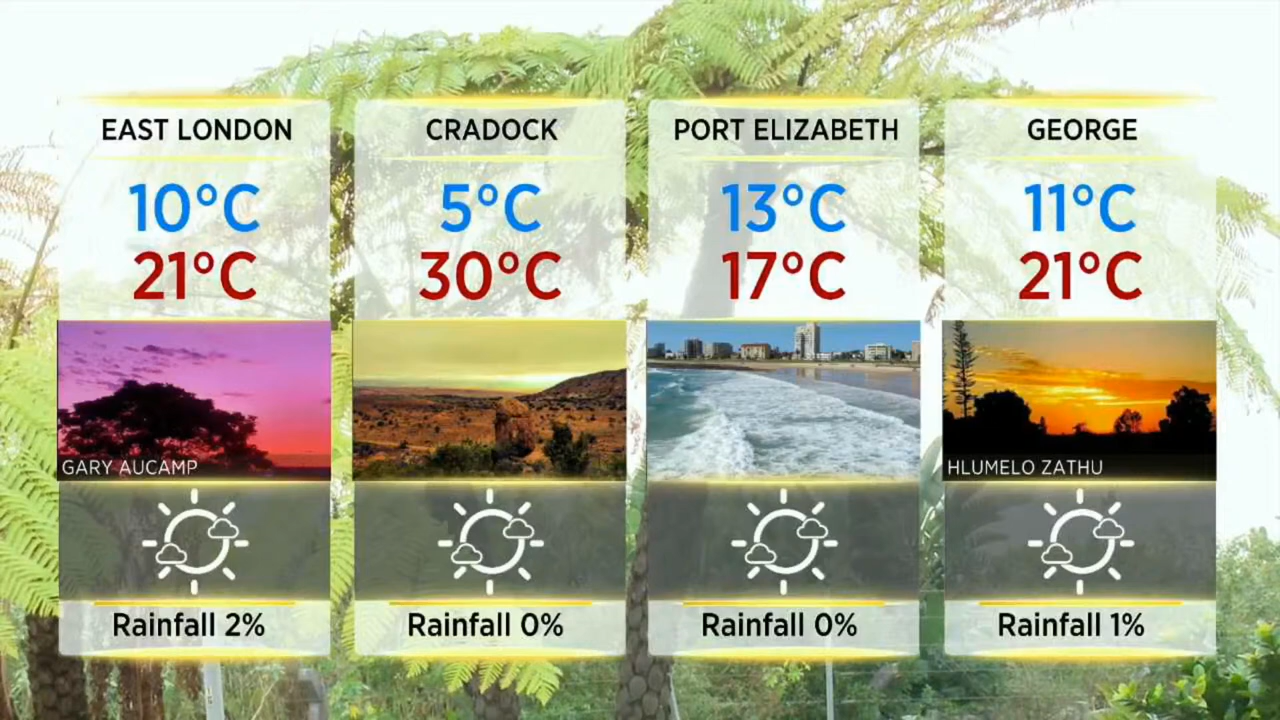 EAST LONDON
10°C
21°C
GARY AUCAMP
Rainfall 2%
CRADOCK
5°C
30°C
Rainfall 0%
PORT ELIZABETH
13°C
17°C
Rainfall 0%
GEORGE
11°C
21°C
HLUMELO ZATHU
Rainfall 1%